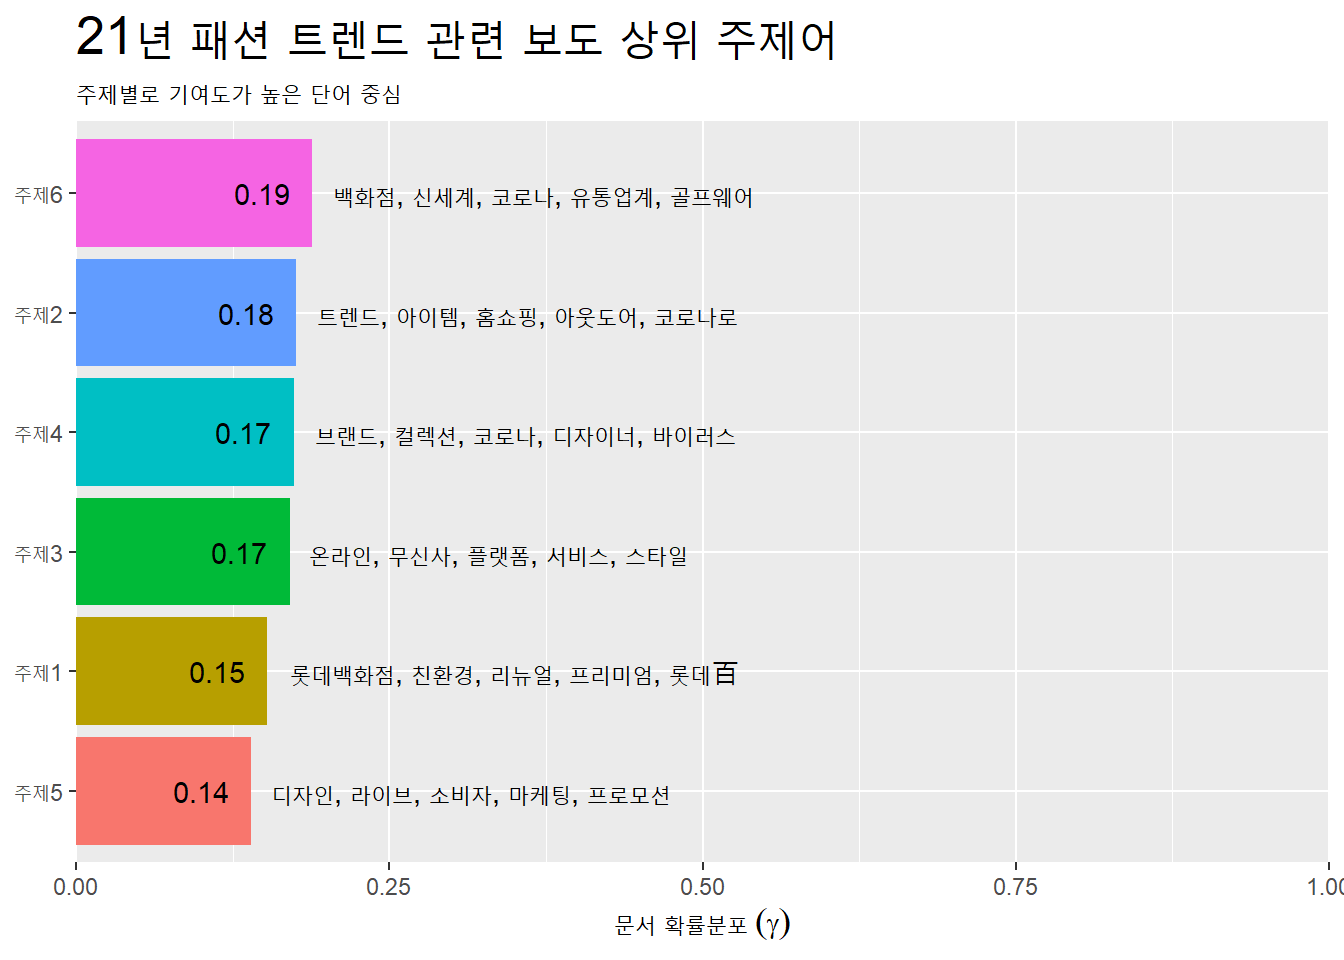 21년 패션 트렌드 관련 보도 상위 주제어
주제별로 기여도가 높은 단어 중심
주제6 0.19 백화점, 신세계, 코로나, 유통업계, 골프웨어
주제2 0.18 트렌드, 아이템, 홈쇼핑, 아웃도어, 코로나로
주제4 0.17 브랜드, 컬렉션, 코로나, 디자이너, 바이러스
주제3 0.17 온라인, 무신사, 플랫폼, 서비스, 스타일
주제1 0.15 롯데백화점, 친환경, 리뉴얼, 프리미엄, 롯데百
주제5 0.14 디자인, 라이브, 소비자, 마케팅, 프로모션
0.00 0.25 0.50 0.75 1.00
문서 확률분포 (γ)